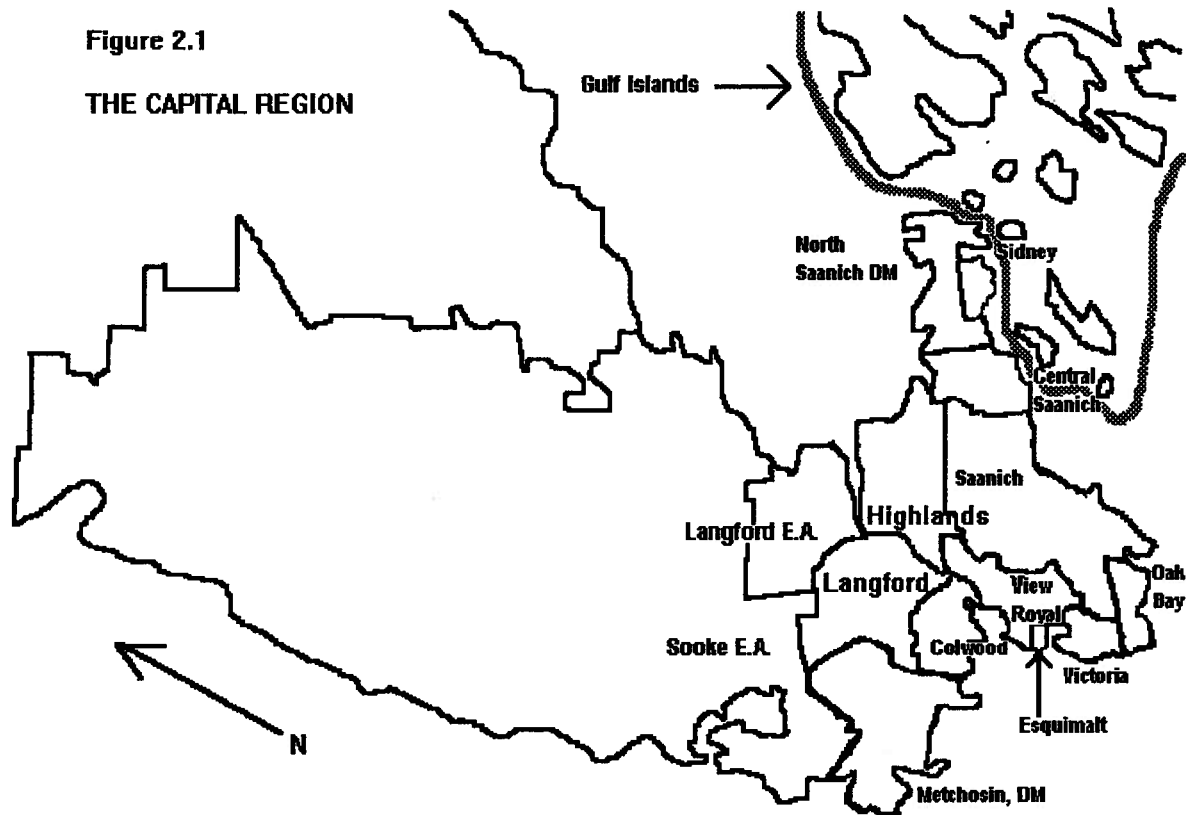 Figure 2.1
THE CAPITAL REGION
Gulf Islands
North
Saanich DM
Sidney
Central
Saanich
Saanich
Highlands
Langford E.A.
Langford
View
Royal
Oak
Bay
Sooke E.A.
Colwood
Victoria
Esquimalt
N
Metchosin, DM